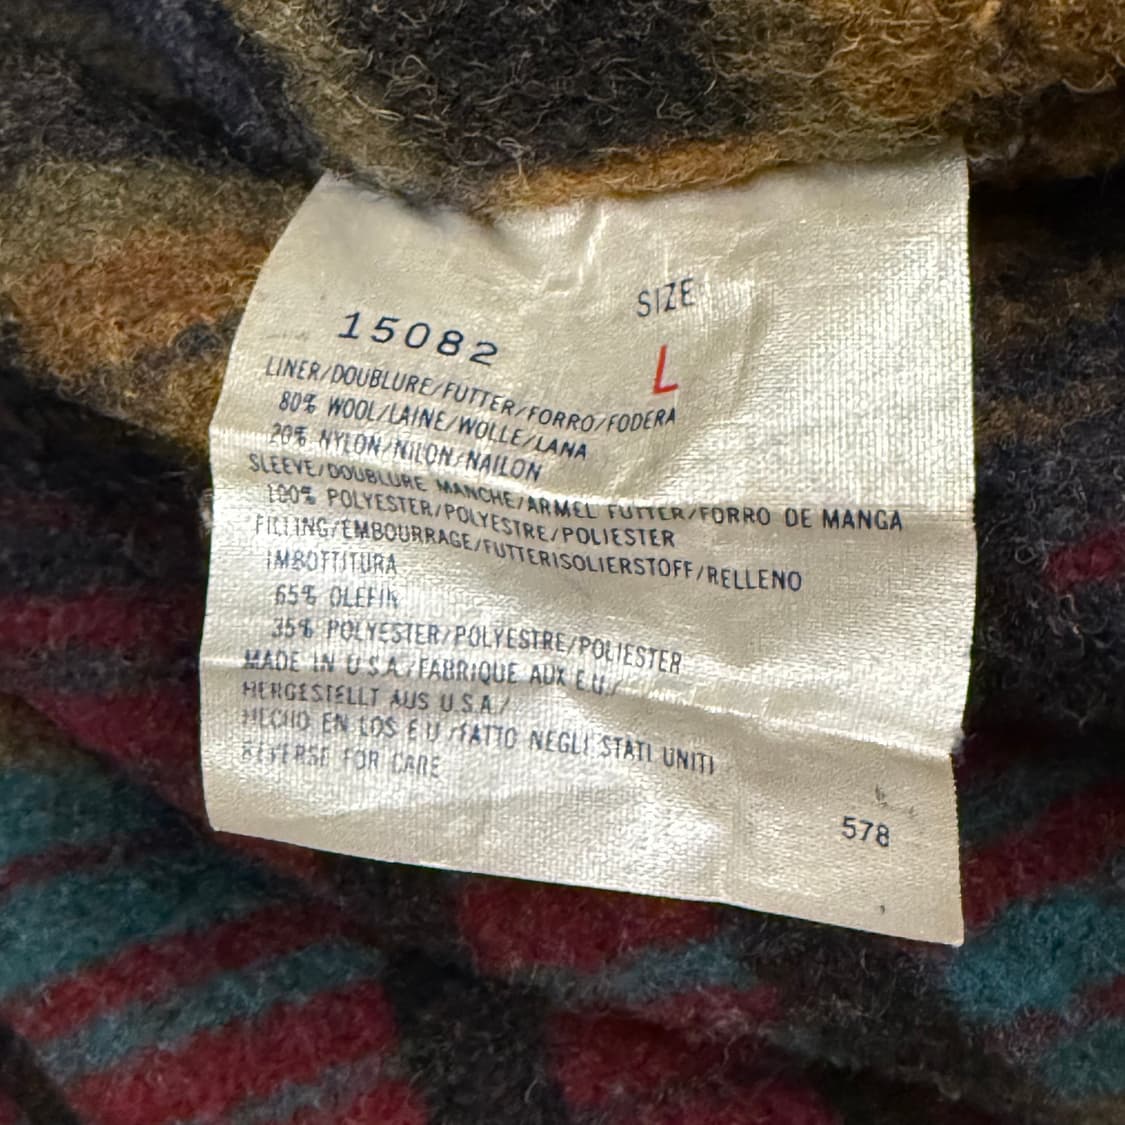 SIZE
15082
L
LINER/DOUBLURE/FUTTER/FORRO/FODERA
80% WOOL/LAINE/WOLLE/LANA
20% NYLON/NILON/NAILON
SLEEVE/DOUBLURE MANCHE/ARMEL FUTTER/FORRO DE MANGA
100% POLYESTER/POLYESTRE/POLIESTER
FILLING/EMBOURRAGE/FUTTERISOLIERSTOFF/RELLENO
IMBOTTITURA
65% OLEFIN
35% POLYESTER/POLYESTRE/POLIESTER
MADE IN U.S.A./FABRIQUE AUX E.U./
HERGESTELLT AUS U.S.A./
HECHO EN LOS E U /FATTO NEGLI STATI UNITI
REVERSE FOR CARE
578